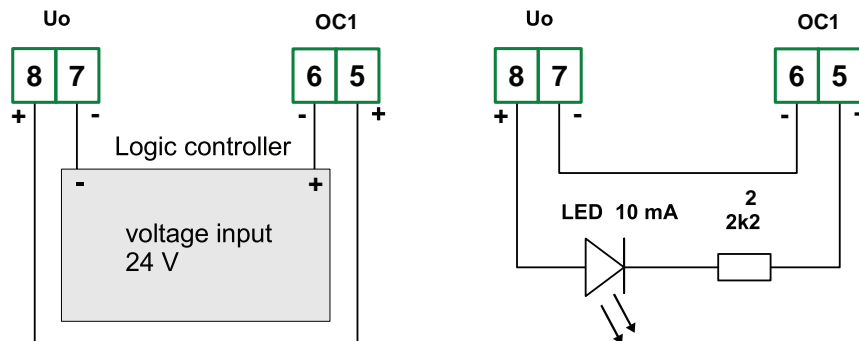 Uo
OC1
8 7
6 5
+ -
- +
Logic controller
- +
voltage input
24 V
Uo
OC1
8 7
6 5
+ -
- -
LED 10 mA
2
2k2